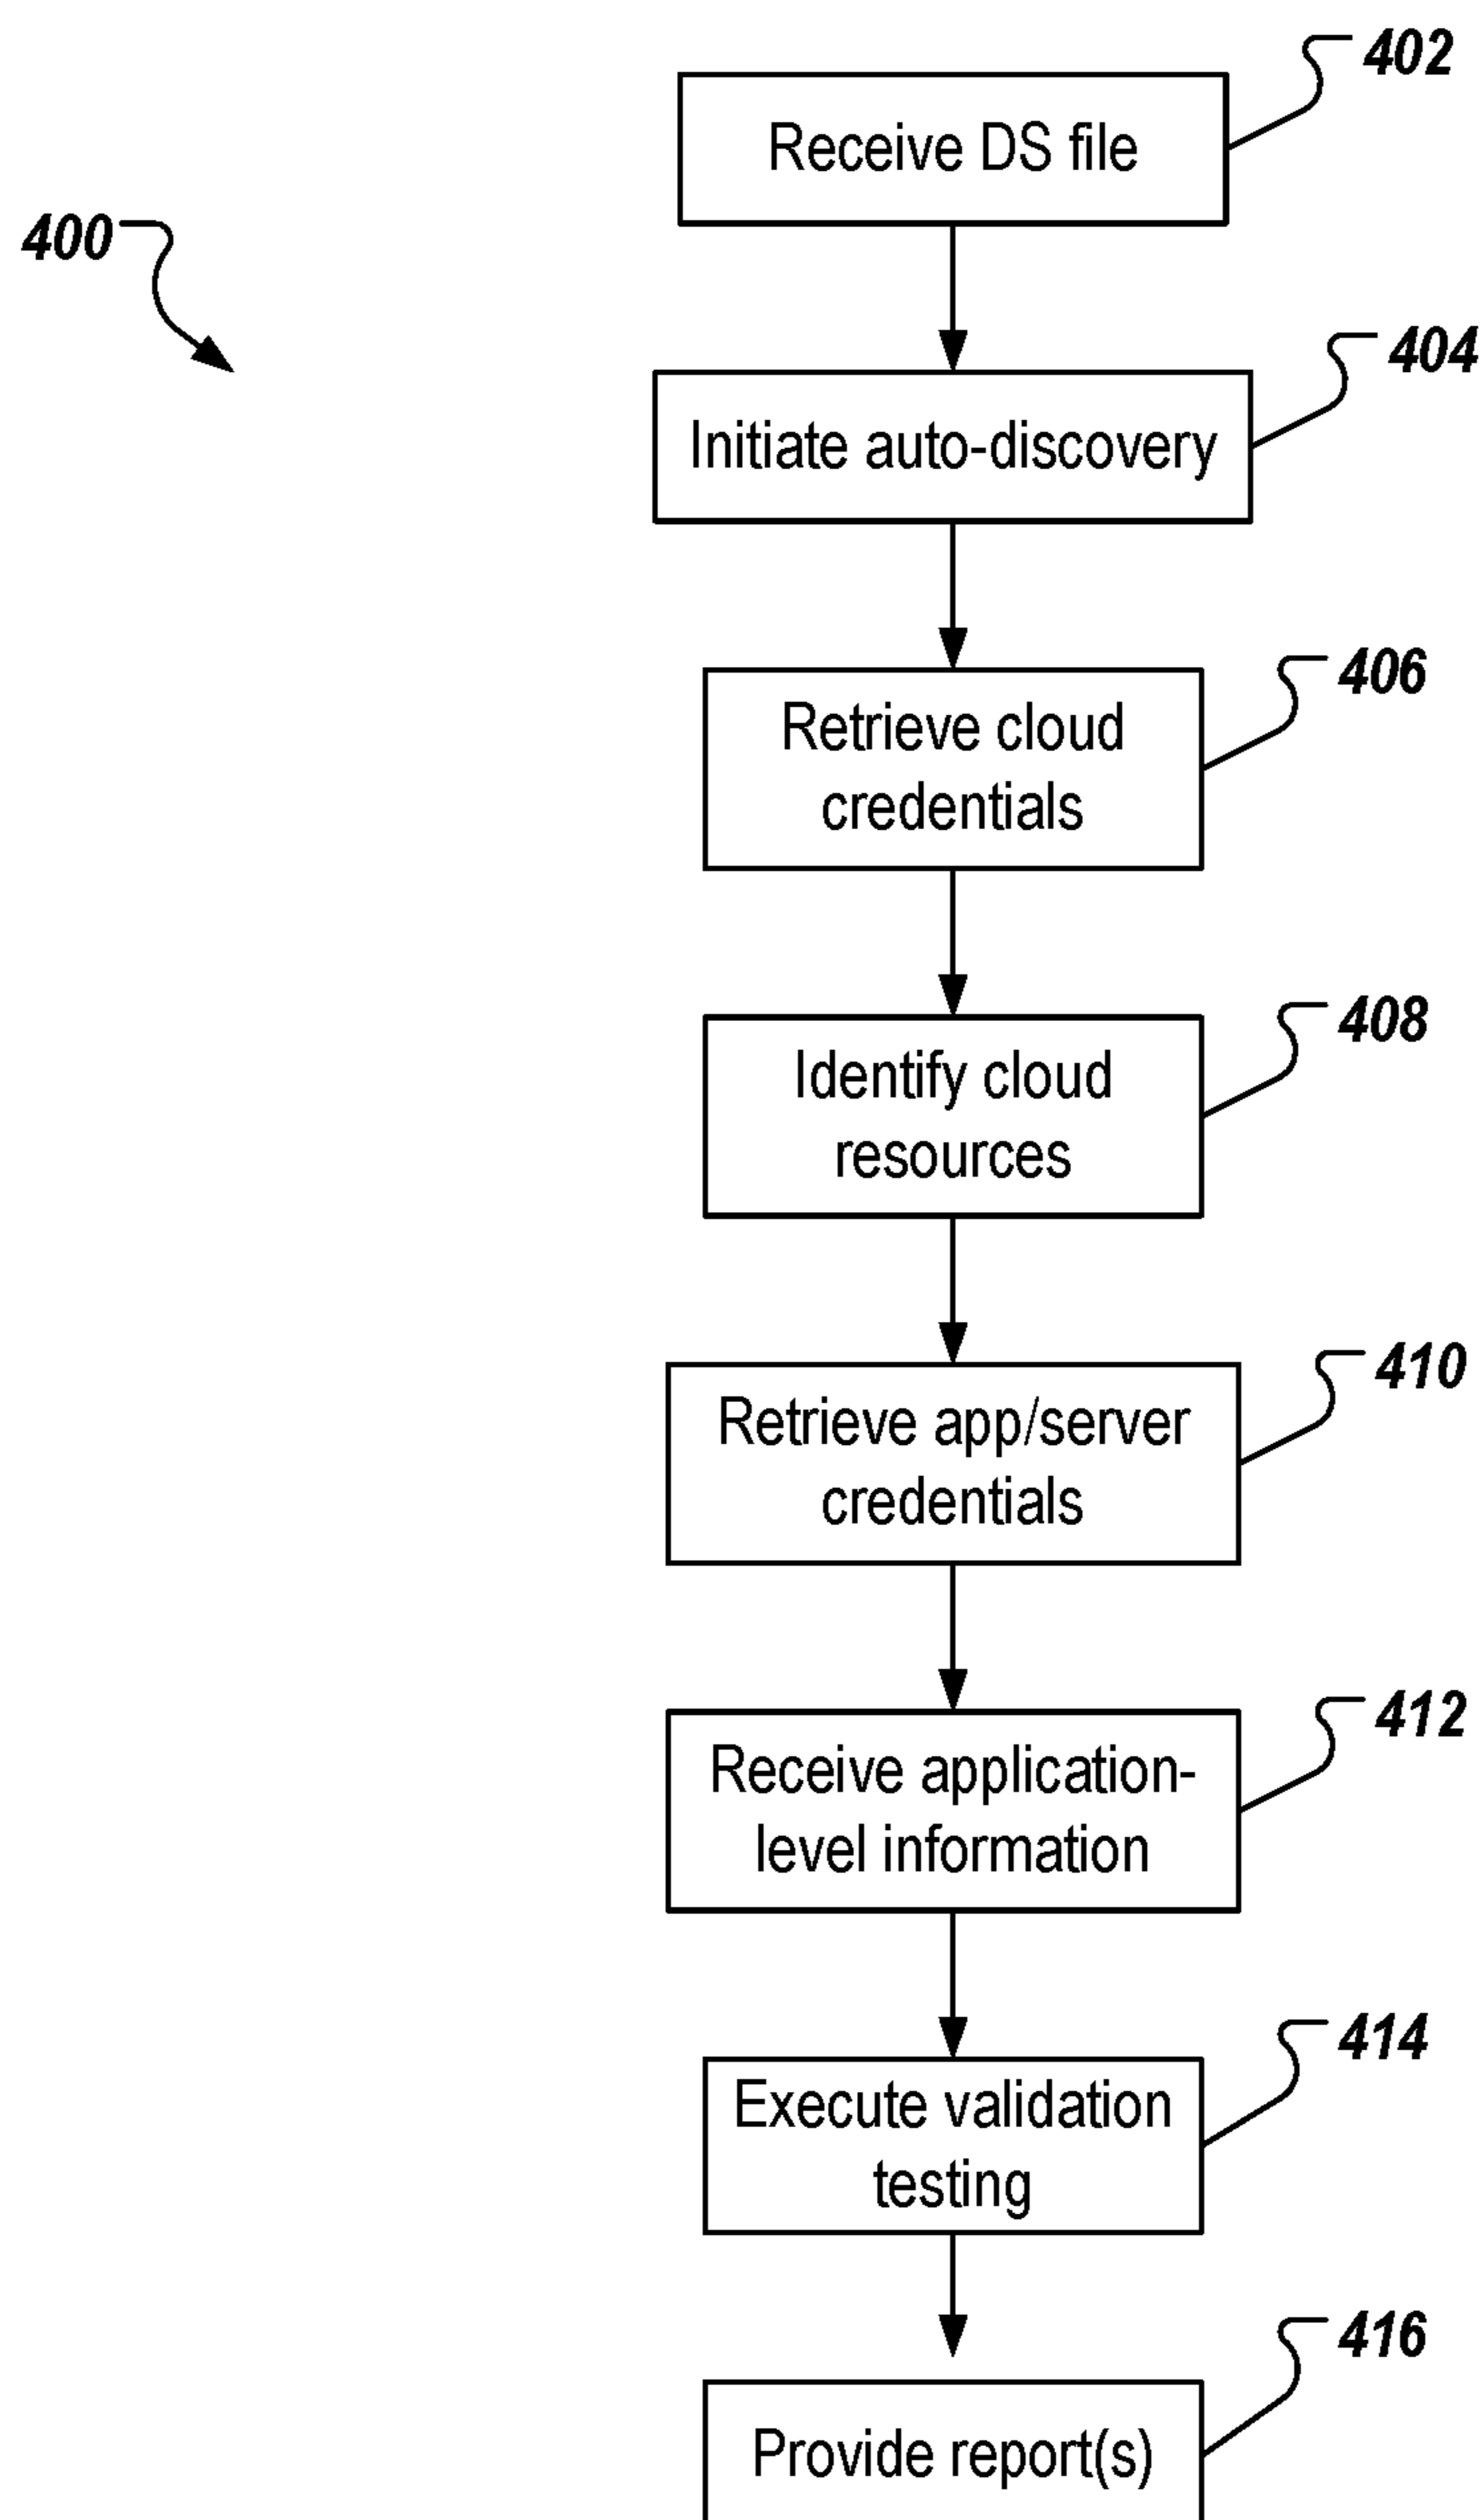 402
Receive DS file
400
404
Initiate auto-discovery
406
Retrieve cloud
credentials
408
Identify cloud
resources
410
Retrieve app/server
credentials
412
Receive application-
level information
414
Execute validation
testing
416
Provide report(s)